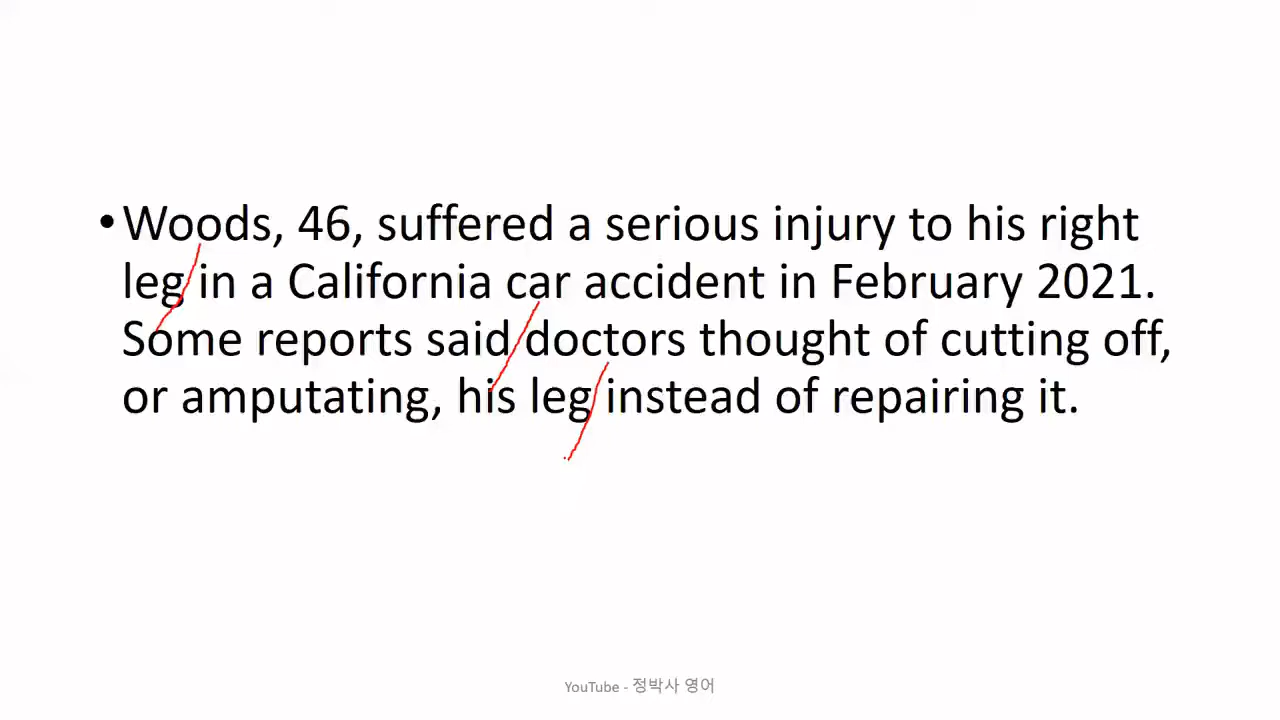 •Woods, 46, suffered a serious injury to his right
leg in a California car accident in February 2021.
Some reports said doctors thought of cutting off,
or amputating, his leg instead of repairing it.
YouTube - 정박사 영어